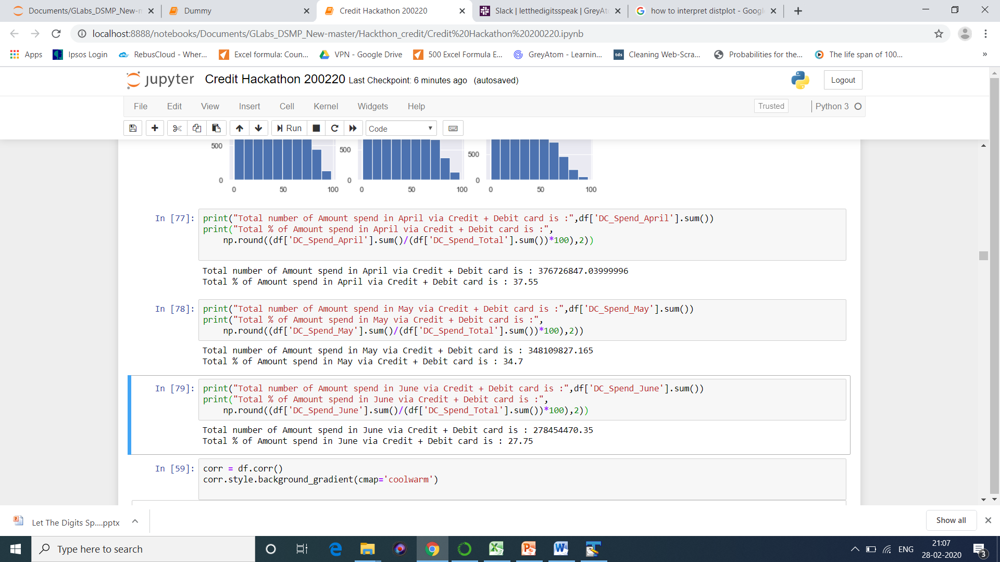 Documents/GLabs_DSMP_New-m
Dummy
Credit Hackathon 200220
Slack | letthedigitsspeak | GreyAt
how to interpret distplot - Googl
localhost:8888/notebooks/Documents/GLabs_DSMP_New-master/Hackthon_credit/Credit%20Hackathon%20200220.ipynb
Apps
Ipsos Login
RebusCloud - Wher...
Excel formula: Coun...
VPN - Google Drive
500 Excel Formula E...
GreyAtom - Learnin...
tds
Cleaning Web-Scra...
Probabilities for the...
The life span of 100...
»
jupyter Credit Hackathon 200220 Last Checkpoint: 6 minutes ago (autosaved)
Logout
File Edit View Insert Cell Kernel Widgets Help
Trusted
Python 3
Run
Code
500 500 500
0 0 0
0 50 100 0 50 100 0 50 100
In [77]: print("Total number of Amount spend in April via Credit + Debit card is :",df['DC_Spend_April'].sum())
print("Total % of Amount spend in April via Credit + Debit card is :",
np.round((df['DC_Spend_April'].sum()/(df['DC_Spend_Total'].sum())*100),2))
Total number of Amount spend in April via Credit + Debit card is : 376726847.03999996
Total % of Amount spend in April via Credit + Debit card is : 37.55
In [78]: print("Total number of Amount spend in May via Credit + Debit card is :",df['DC_Spend_May'].sum())
print("Total % of Amount spend in May via Credit + Debit card is :",
np.round((df['DC_Spend_May'].sum()/(df['DC_Spend_Total'].sum())*100),2))
Total number of Amount spend in May via Credit + Debit card is : 348109827.165
Total % of Amount spend in May via Credit + Debit card is : 34.7
In [79]: print("Total number of Amount spend in June via Credit + Debit card is :",df['DC_Spend_June'].sum())
print("Total % of Amount spend in June via Credit + Debit card is :",
np.round((df['DC_Spend_June'].sum()/(df['DC_Spend_Total'].sum())*100),2))
Total number of Amount spend in June via Credit + Debit card is : 278454470.35
Total % of Amount spend in June via Credit + Debit card is : 27.75
In [59]: corr = df.corr()
corr.style.background_gradient(cmap='coolwarm')
Let The Digits Sp....pptx
Show all
Type here to search
ENG
21:07
28-02-2020
3